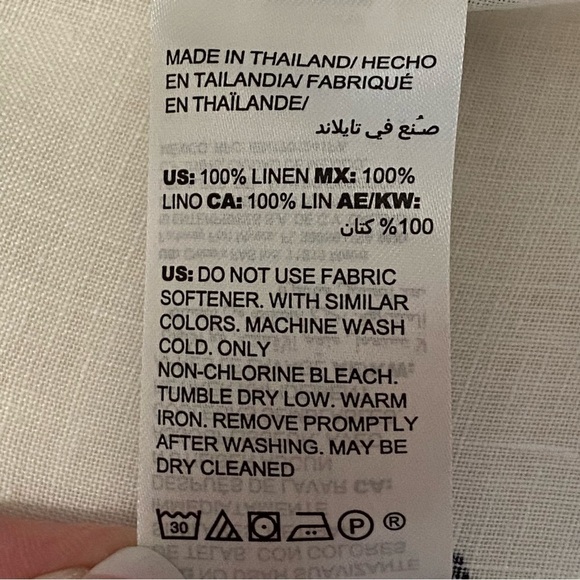 MADE IN THAILAND/ HECHO
EN TAILANDIA/ FABRIQUÉ
EN THAÏLANDE/
صُنع في تايلاند
US: 100% LINEN MX: 100%
LINO CA: 100% LIN AE/KW:
100% كتان
US: DO NOT USE FABRIC
SOFTENER. WITH SIMILAR
COLORS. MACHINE WASH
COLD. ONLY
NON-CHLORINE BLEACH.
TUMBLE DRY LOW. WARM
IRON. REMOVE PROMPTLY
AFTER WASHING. MAY BE
DRY CLEANED
30 P ®